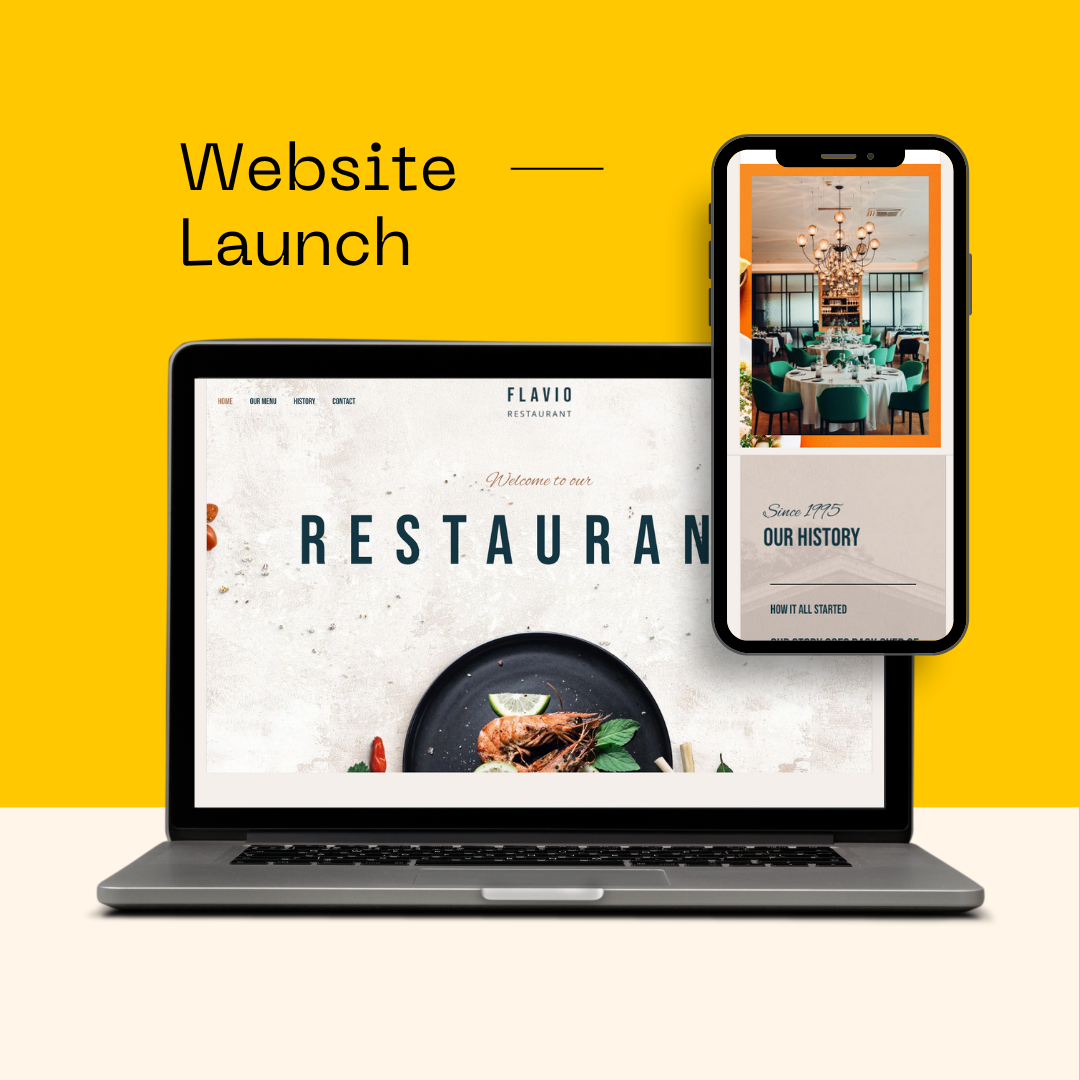 Website
Launch
HOME OUR MENU HISTORY CONTACT
FLAVIO
RESTAURANT
Welcome to our
RESTAURAN
Since 1995
OUR HISTORY
HOW IT ALL STARTED